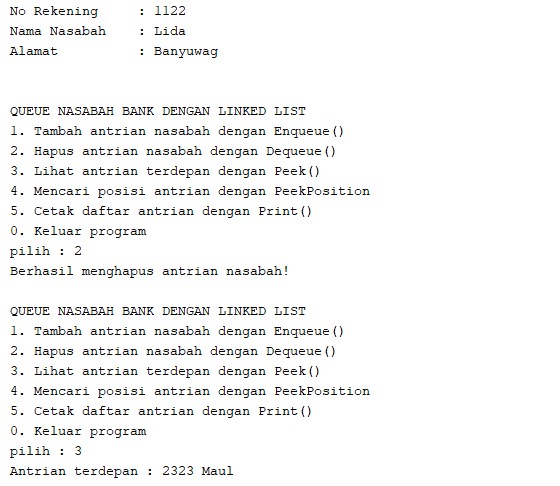 No Rekening     : 1122
Nama Nasabah    : Lida
Alamat          : Banyuwag
QUEUE NASABAH BANK DENGAN LINKED LIST
1. Tambah antrian nasabah dengan Enqueue()
2. Hapus antrian nasabah dengan Dequeue()
3. Lihat antrian terdepan dengan Peek()
4. Mencari posisi antrian dengan PeekPosition
5. Cetak daftar antrian dengan Print()
0. Keluar program
pilih : 2
Berhasil menghapus antrian nasabah!
QUEUE NASABAH BANK DENGAN LINKED LIST
1. Tambah antrian nasabah dengan Enqueue()
2. Hapus antrian nasabah dengan Dequeue()
3. Lihat antrian terdepan dengan Peek()
4. Mencari posisi antrian dengan PeekPosition
5. Cetak daftar antrian dengan Print()
0. Keluar program
pilih : 3
Antrian terdepan : 2323 Maul